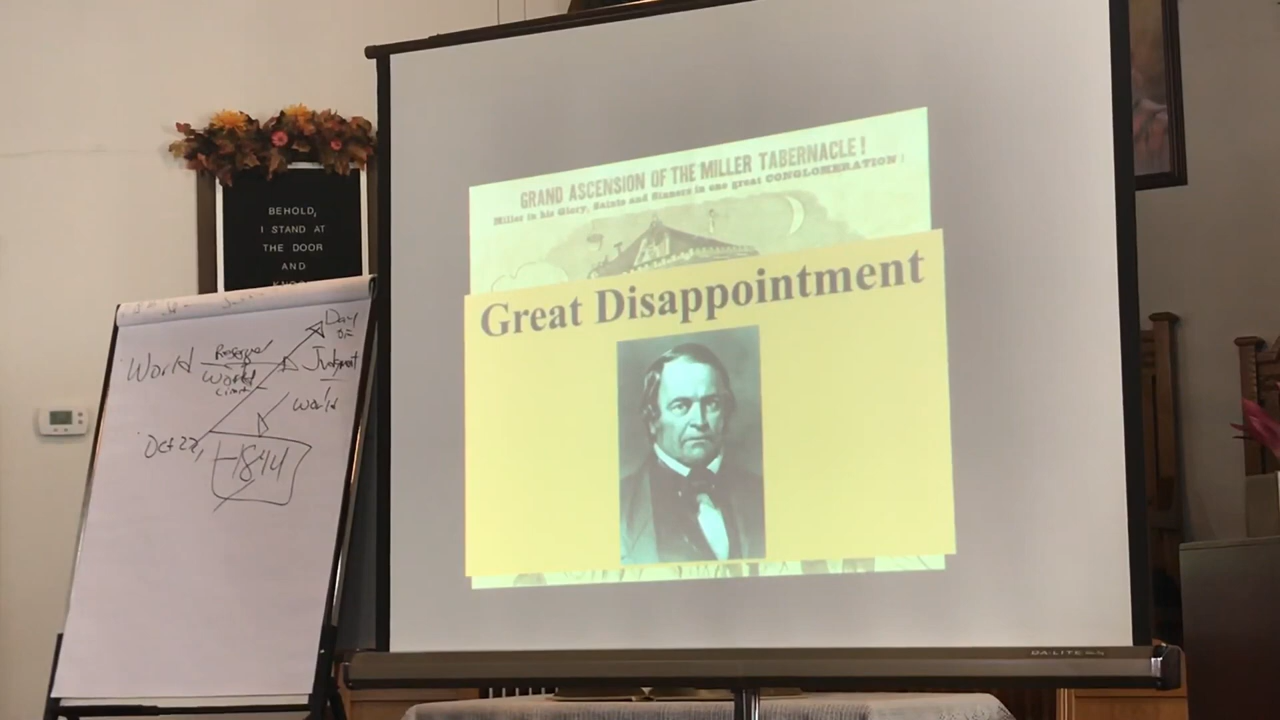 GRAND ASCENSION OF THE MILLER TABERNACLE!
Miller in his Glory, Saints and Sinners in one great CONGLOMERATION!
Great Disappointment
BEHOLD,
I STAND AT
THE DOOR
AND
Day
of
World
Judgment
World
World
Oct 22,
1844
DA-LITE